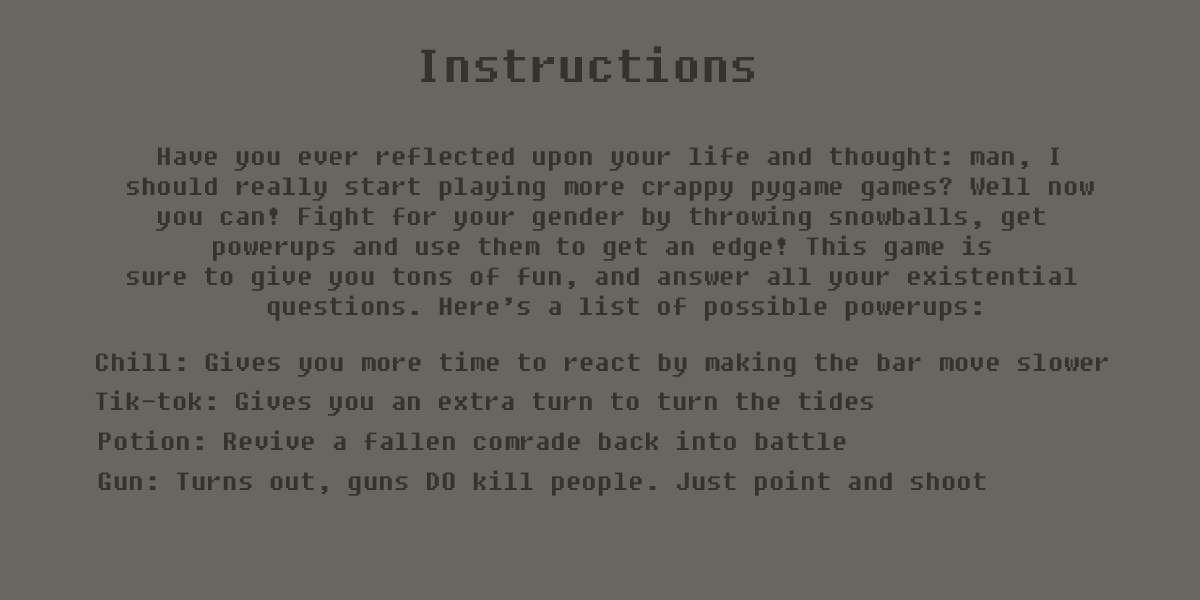 Instructions
Have you ever reflected upon your life and thought: man, I
should really start playing more crappy pygame games? Well now
you can! Fight for your gender by throwing snowballs, get
powerups and use them to get an edge! This game is
sure to give you tons of fun, and answer all your existential
questions. Here's a list of possible powerups:
Chill: Gives you more time to react by making the bar move slower
Tik-tok: Gives you an extra turn to turn the tides
Potion: Revive a fallen comrade back into battle
Gun: Turns out, guns DO kill people. Just point and shoot